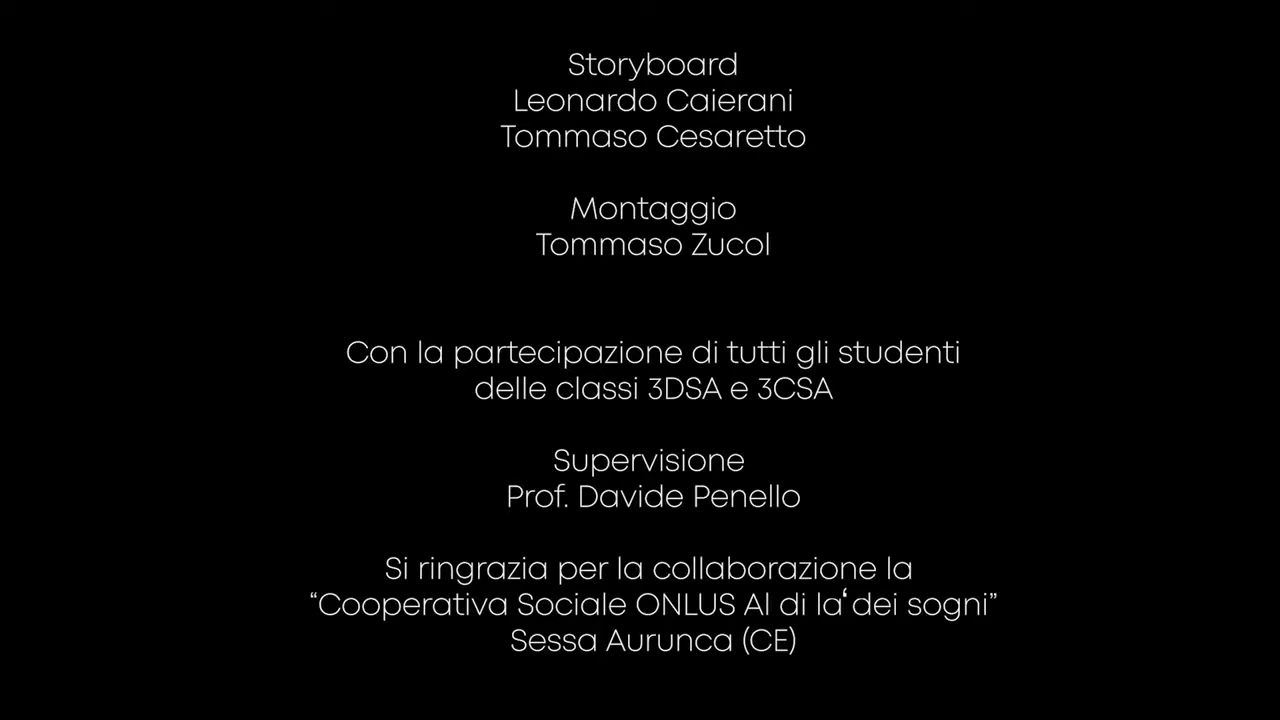 Storyboard
Leonardo Caierani
Tommaso Cesaretto
Montaggio
Tommaso Zucol
Con la partecipazione di tutti gli studenti
delle classi 3DSA e 3CSA
Supervisione
Prof. Davide Penello
Si ringrazia per la collaborazione la
“Cooperativa Sociale ONLUS Al di la‘ dei sogni”
Sessa Aurunca (CE)